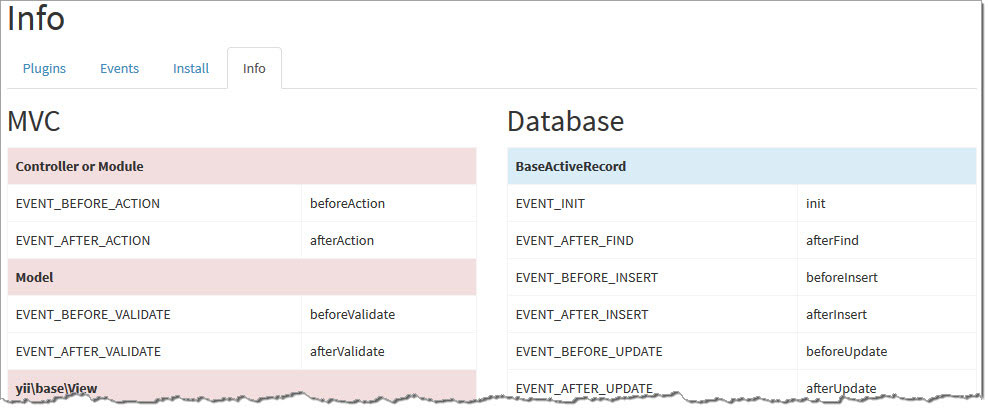 Info
Plugins Events Install Info
MVC
Controller or Module
EVENT_BEFORE_ACTION beforeAction
EVENT_AFTER_ACTION afterAction
Model
EVENT_BEFORE_VALIDATE beforeValidate
EVENT_AFTER_VALIDATE afterValidate
yii\base\View
Database
BaseActiveRecord
EVENT_INIT init
EVENT_AFTER_FIND afterFind
EVENT_BEFORE_INSERT beforeInsert
EVENT_AFTER_INSERT afterInsert
EVENT_BEFORE_UPDATE beforeUpdate
EVENT_AFTER_UPDATE afterUpdate